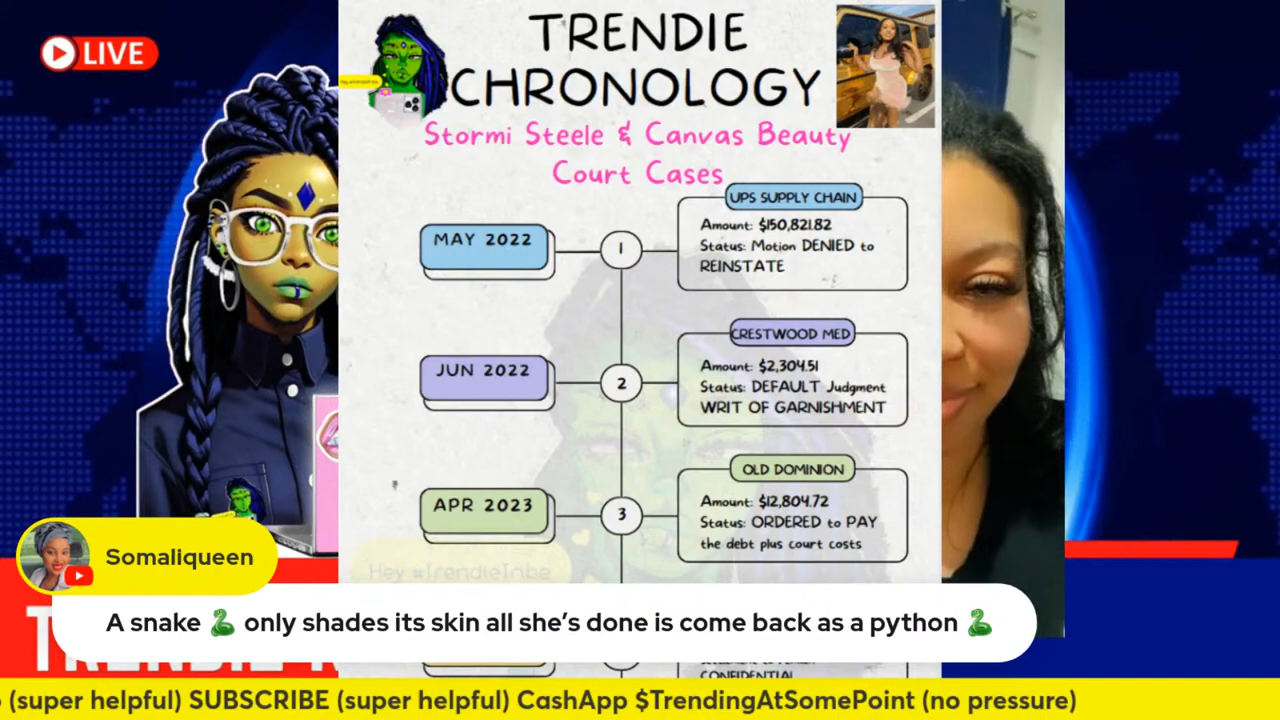 LIVE
TRENDIE
CHRONOLOGY
Stormi Steele & Canvas Beauty
Court Cases
MAY 2022
1
UPS SUPPLY CHAIN
Amount: $150,821.82
Status: Motion DENIED to
REINSTATE
JUN 2022
2
CRESTWOOD MED
Amount: $2,304.51
Status: DEFAULT Judgment
WRIT OF GARNISHMENT
APR 2023
3
OLD DOMINION
Amount: $12,804.72
Status: ORDERED to PAY
the debt plus court costs
Hey #TrendieTribe
Somaliqueen
A snake 🐍 only shades its skin all she’s done is come back as a python 🐍
CONFIDENTIAL
(super helpful) SUBSCRIBE (super helpful) CashApp $TrendingAtSomePoint (no pressure)